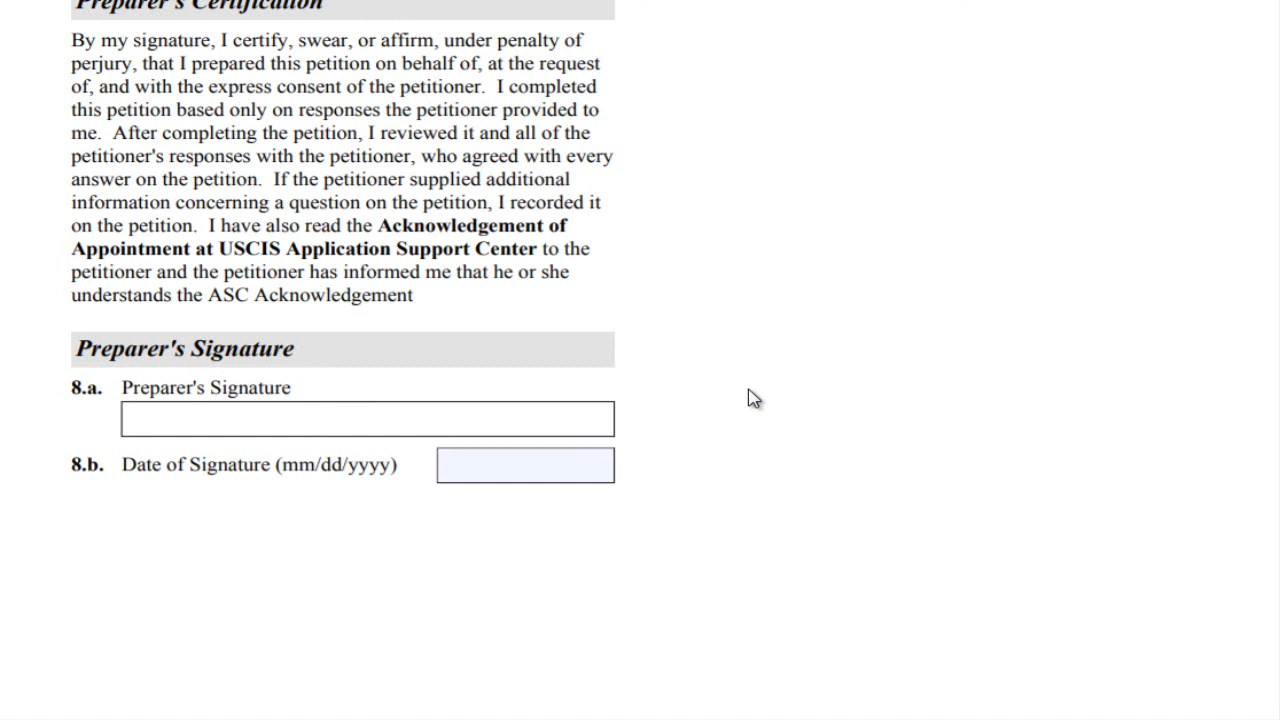 Preparer's Certification
By my signature, I certify, swear, or affirm, under penalty of
perjury, that I prepared this petition on behalf of, at the request
of, and with the express consent of the petitioner.  I completed
this petition based only on responses the petitioner provided to
me.  After completing the petition, I reviewed it and all of the
petitioner's responses with the petitioner, who agreed with every
answer on the petition.  If the petitioner supplied additional
information concerning a question on the petition, I recorded it
on the petition.  I have also read the Acknowledgement of
Appointment at USCIS Application Support Center to the
petitioner and the petitioner has informed me that he or she
understands the ASC Acknowledgement
Preparer's Signature
8.a. Preparer's Signature
8.b. Date of Signature (mm/dd/yyyy)